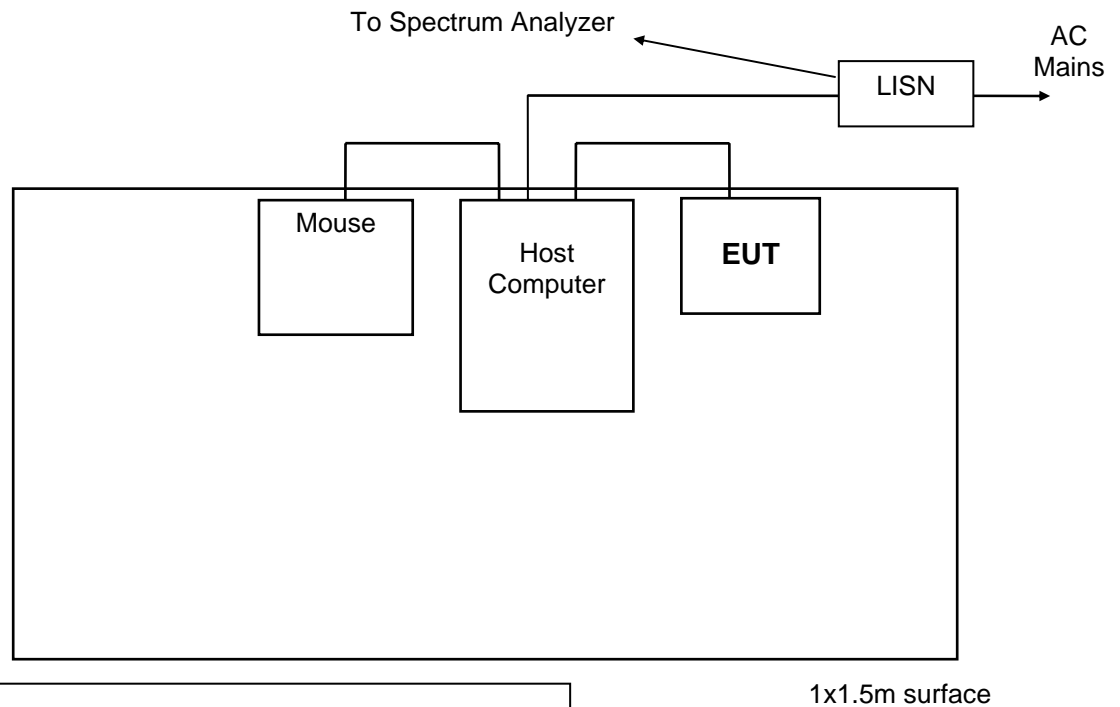 To Spectrum Analyzer
AC
Mains
LISN
Mouse
Host
Computer
EUT
1x1.5m surface